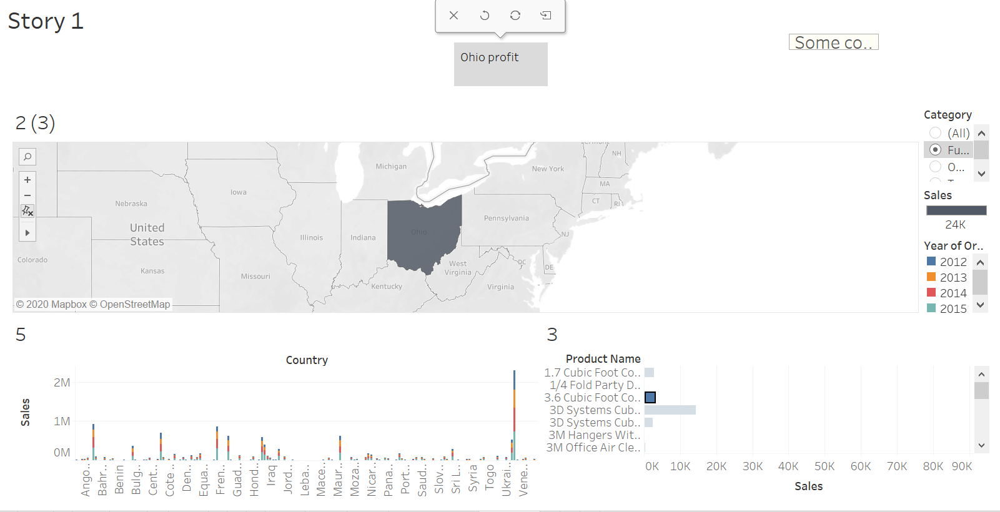 Story 1
Ohio profit
Some co..
2 (3)
Michigan
New York
NH
MA
CT
RI
Iowa
Nebraska
United
States
Illinois
Indiana
Ohio
Pennsylvania
NJ
Colorado
Kansas
Missouri
West
Virginia
DC
DE
Kentucky
Virginia
© 2020 Mapbox © OpenStreetMap
Category
(All)
Fu...
O...
Sales
24K
Year of Or..
2012
2013
2014
2015
5
Country
Sales
2M
1M
0M
Ango..
Bahr..
Benin
Bulg..
Cent..
Cote ..
Den..
Equa..
Fren..
Guad..
Hond..
Iraq
Jord..
Leba..
Mace..
Maur..
Moza..
Nicar..
Pana..
Port..
Saud..
Slov..
Sri L..
Syria
Togo
Ukrai..
Vene..
3
Product Name
1.7 Cubic Foot Co..
1/4 Fold Party D..
3.6 Cubic Foot Co..
3D Systems Cub..
3D Systems Cub..
3M Hangers Wit..
3M Office Air Cle..
0K 10K 20K 30K 40K 50K 60K 70K 80K 90K
Sales